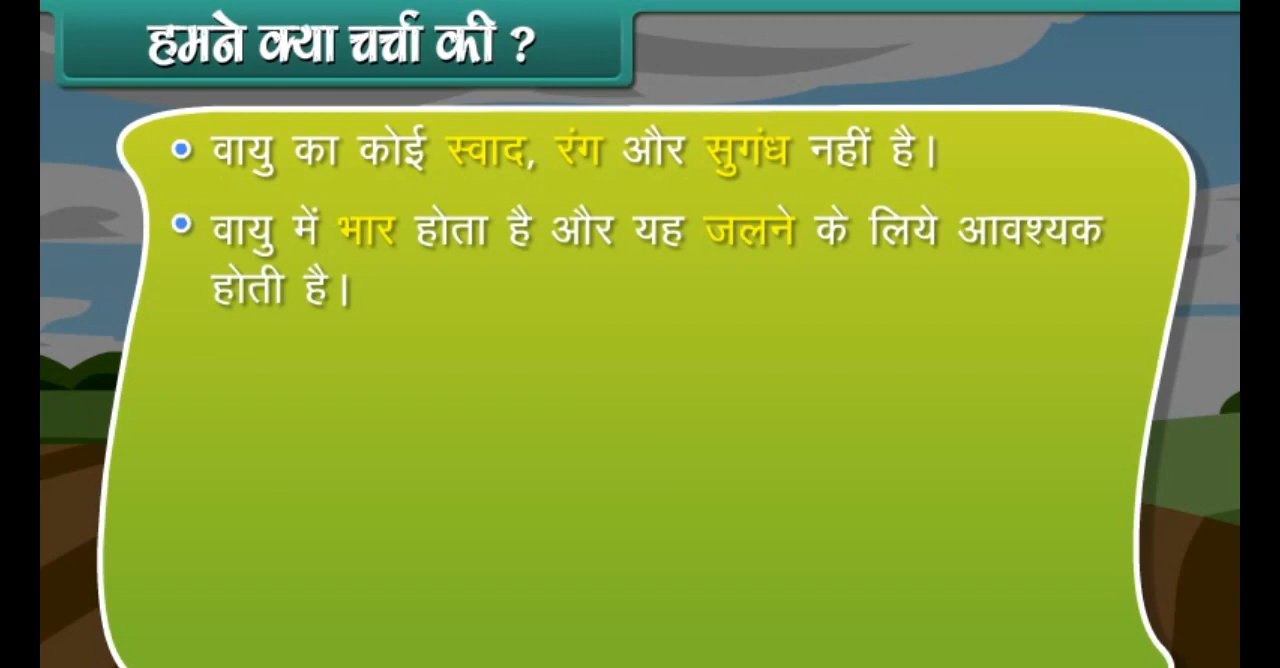 हमने क्या चर्चा की ?
वायु का कोई स्वाद, रंग और सुगंध नहीं है।
वायु में भार होता है और यह जलने के लिये आवश्यक
होती है।